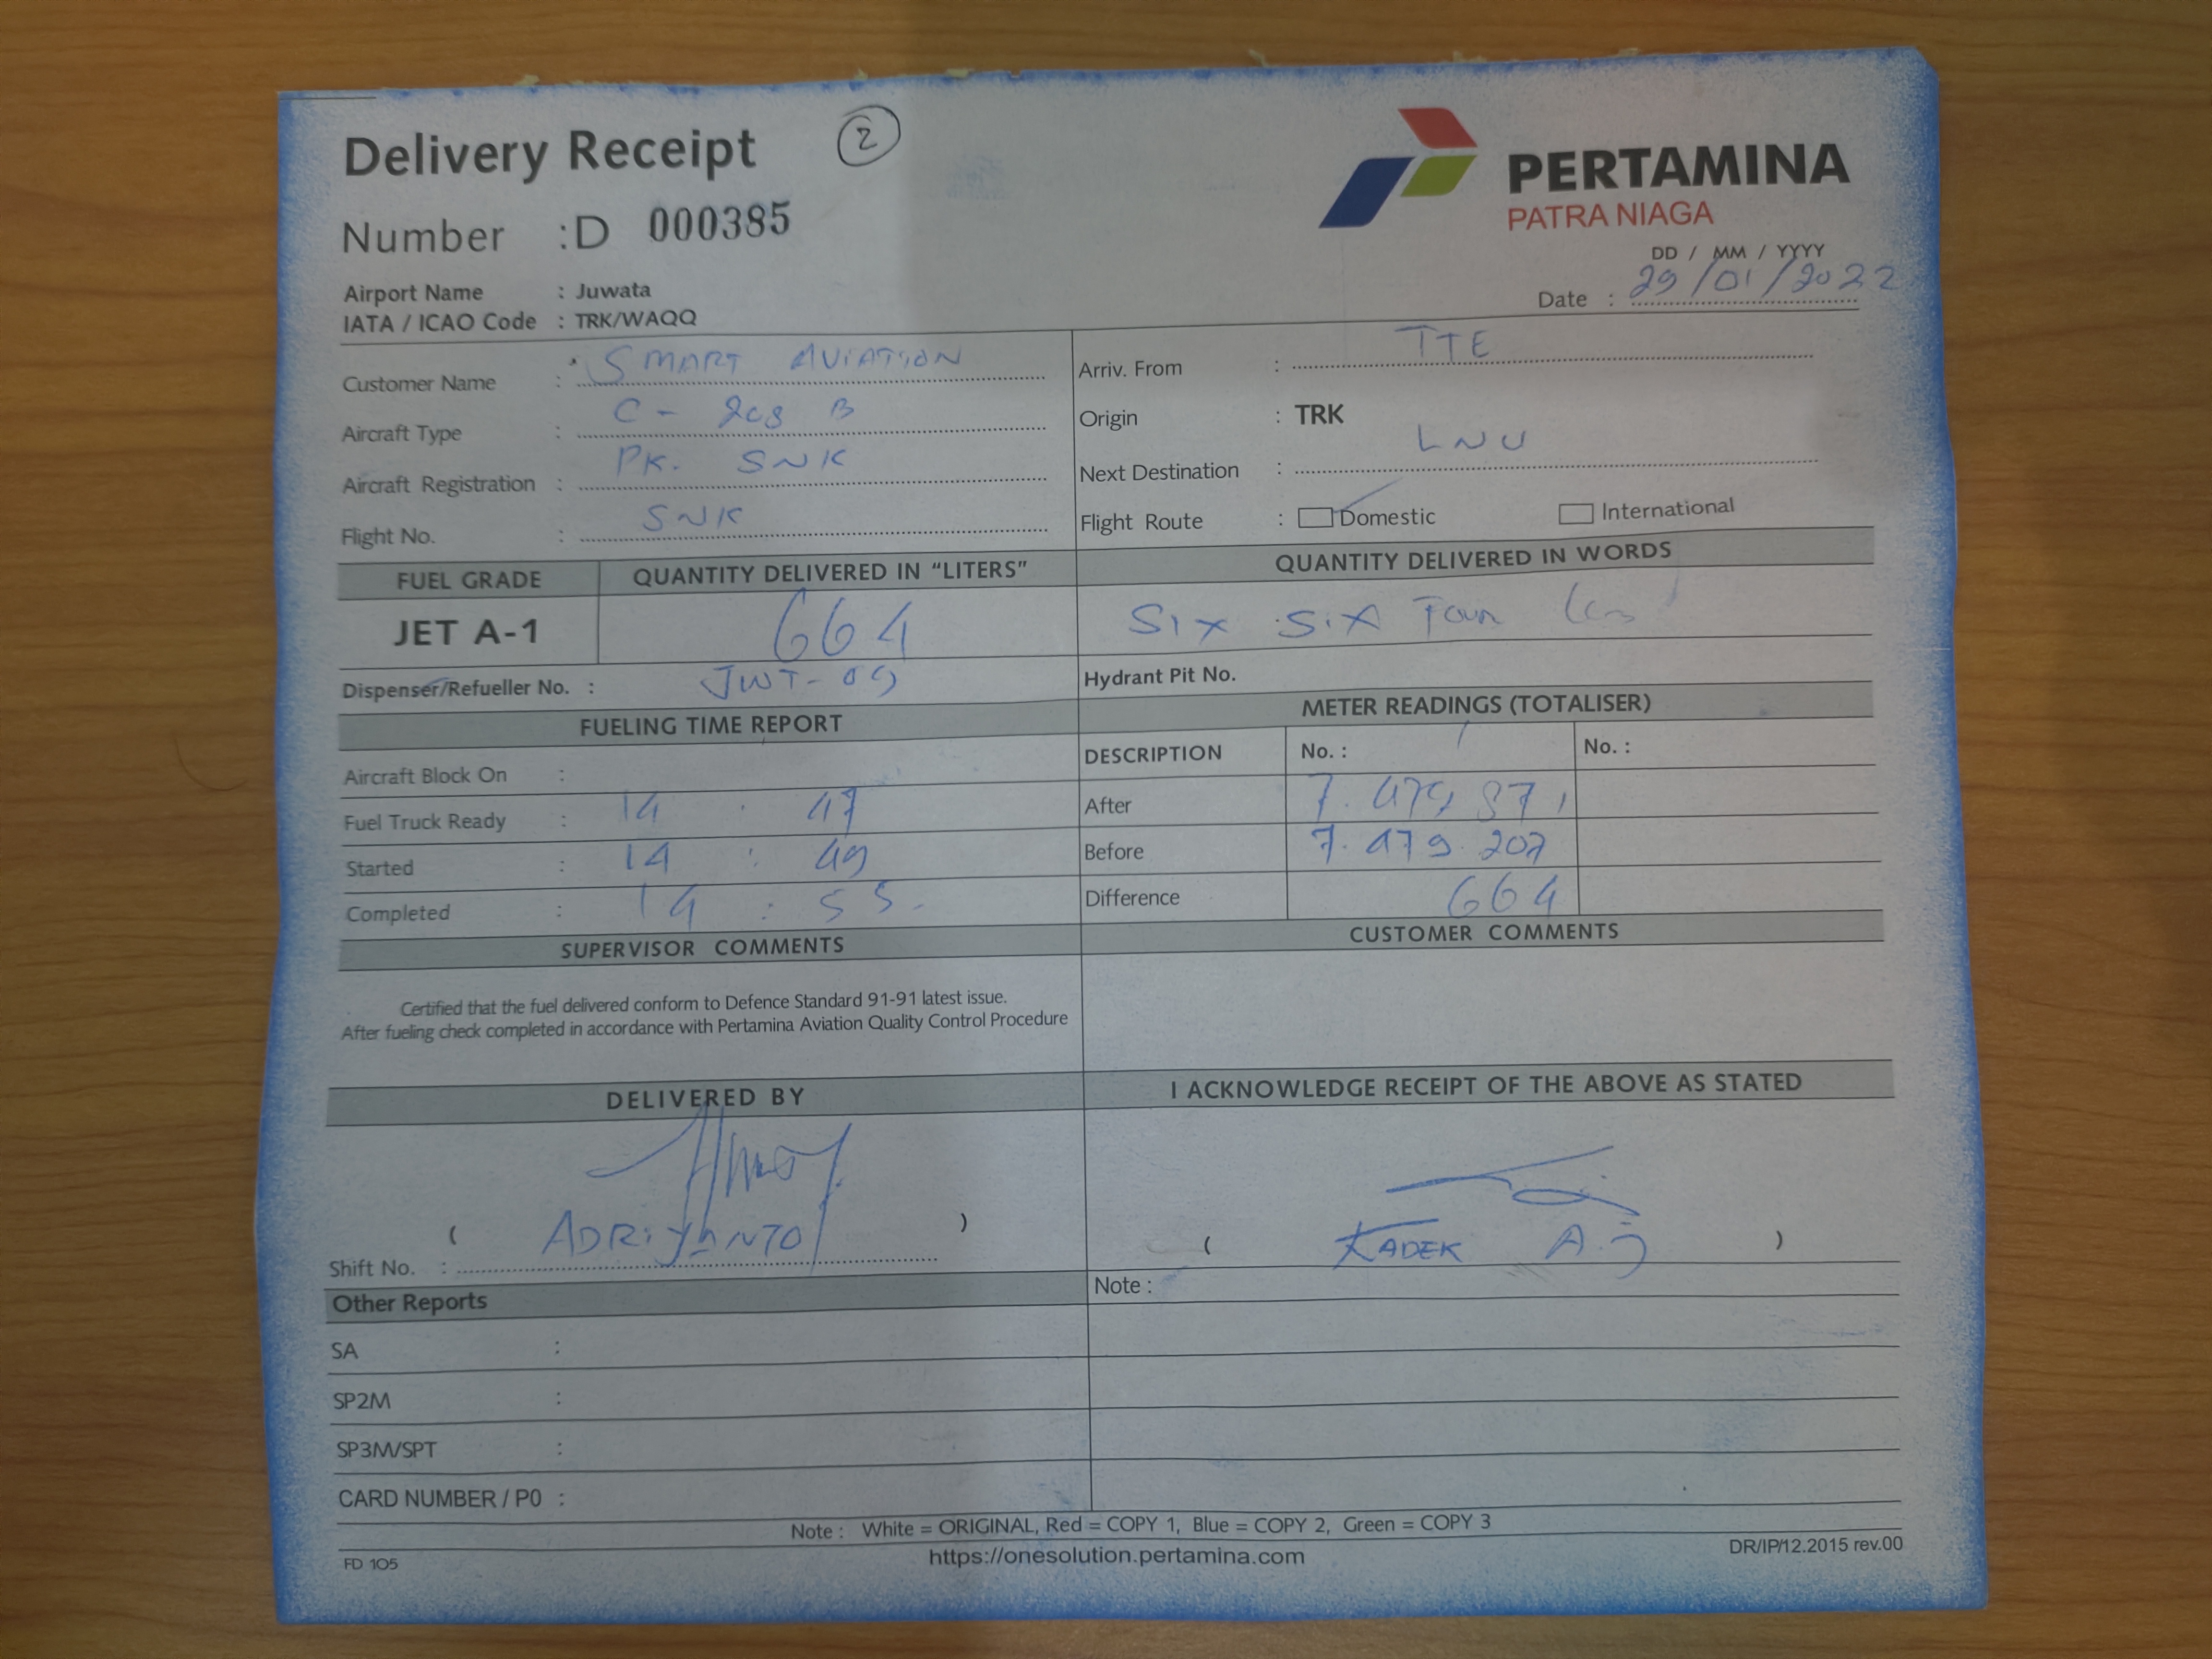 Delivery Receipt 2
Number : D 000385
PERTAMINA
PATRA NIAGA
DD / MM / YYYY
Date : 29/01/2022
Airport Name : Juwata
IATA / ICAO Code : TRK/WAQQ
Customer Name : SMART AVIATION
Aircraft Type : C - 208 B
Aircraft Registration : PK. SNK
Flight No. : SNK
Arriv. From : TTE
Origin : TRK
Next Destination : LNU
Flight Route : Domestic International
FUEL GRADE QUANTITY DELIVERED IN "LITERS" QUANTITY DELIVERED IN WORDS
JET A-1 664 SIX SIX Four
Dispenser/Refueller No. : JWT-09 Hydrant Pit No.
FUELING TIME REPORT
Aircraft Block On :
Fuel Truck Ready : 14 : 47
Started : 14 : 49
Completed : 14 : 55.
METER READINGS (TOTALISER)
DESCRIPTION No. : No. :
After 7.479,871
Before 7.479.207
Difference 664
SUPERVISOR COMMENTS CUSTOMER COMMENTS
Certified that the fuel delivered conform to Defence Standard 91-91 latest issue.
After fueling check completed in accordance with Pertamina Aviation Quality Control Procedure
DELIVERED BY I ACKNOWLEDGE RECEIPT OF THE ABOVE AS STATED
( ADRiyANTO )
Shift No. :
( KADEK A. )
Other Reports
Note :
SA :
SP2M :
SP3M/SPT :
CARD NUMBER / P0 :
Note : White = ORIGINAL, Red = COPY 1, Blue = COPY 2, Green = COPY 3
FD 105 https://onesolution.pertamina.com DR/IP/12.2015 rev.00